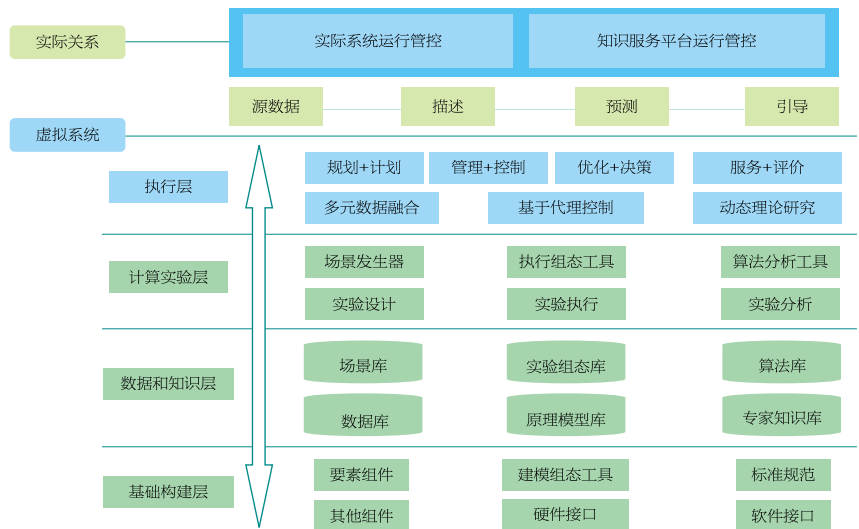 实际关系
实际系统运行管控 知识服务平台运行管控
源数据 描述 预测 引导
虚拟系统
规划+计划 管理+控制 优化+决策 服务+评价
执行层
多元数据融合 基于代理控制 动态理论研究
场景发生器 执行组态工具 算法分析工具
计算实验层
实验设计 实验执行 实验分析
场景库 实验组态库 算法库
数据和知识层
数据库 原理模型库 专家知识库
要素组件 建模组态工具 标准规范
基础构建层
其他组件 硬件接口 软件接口